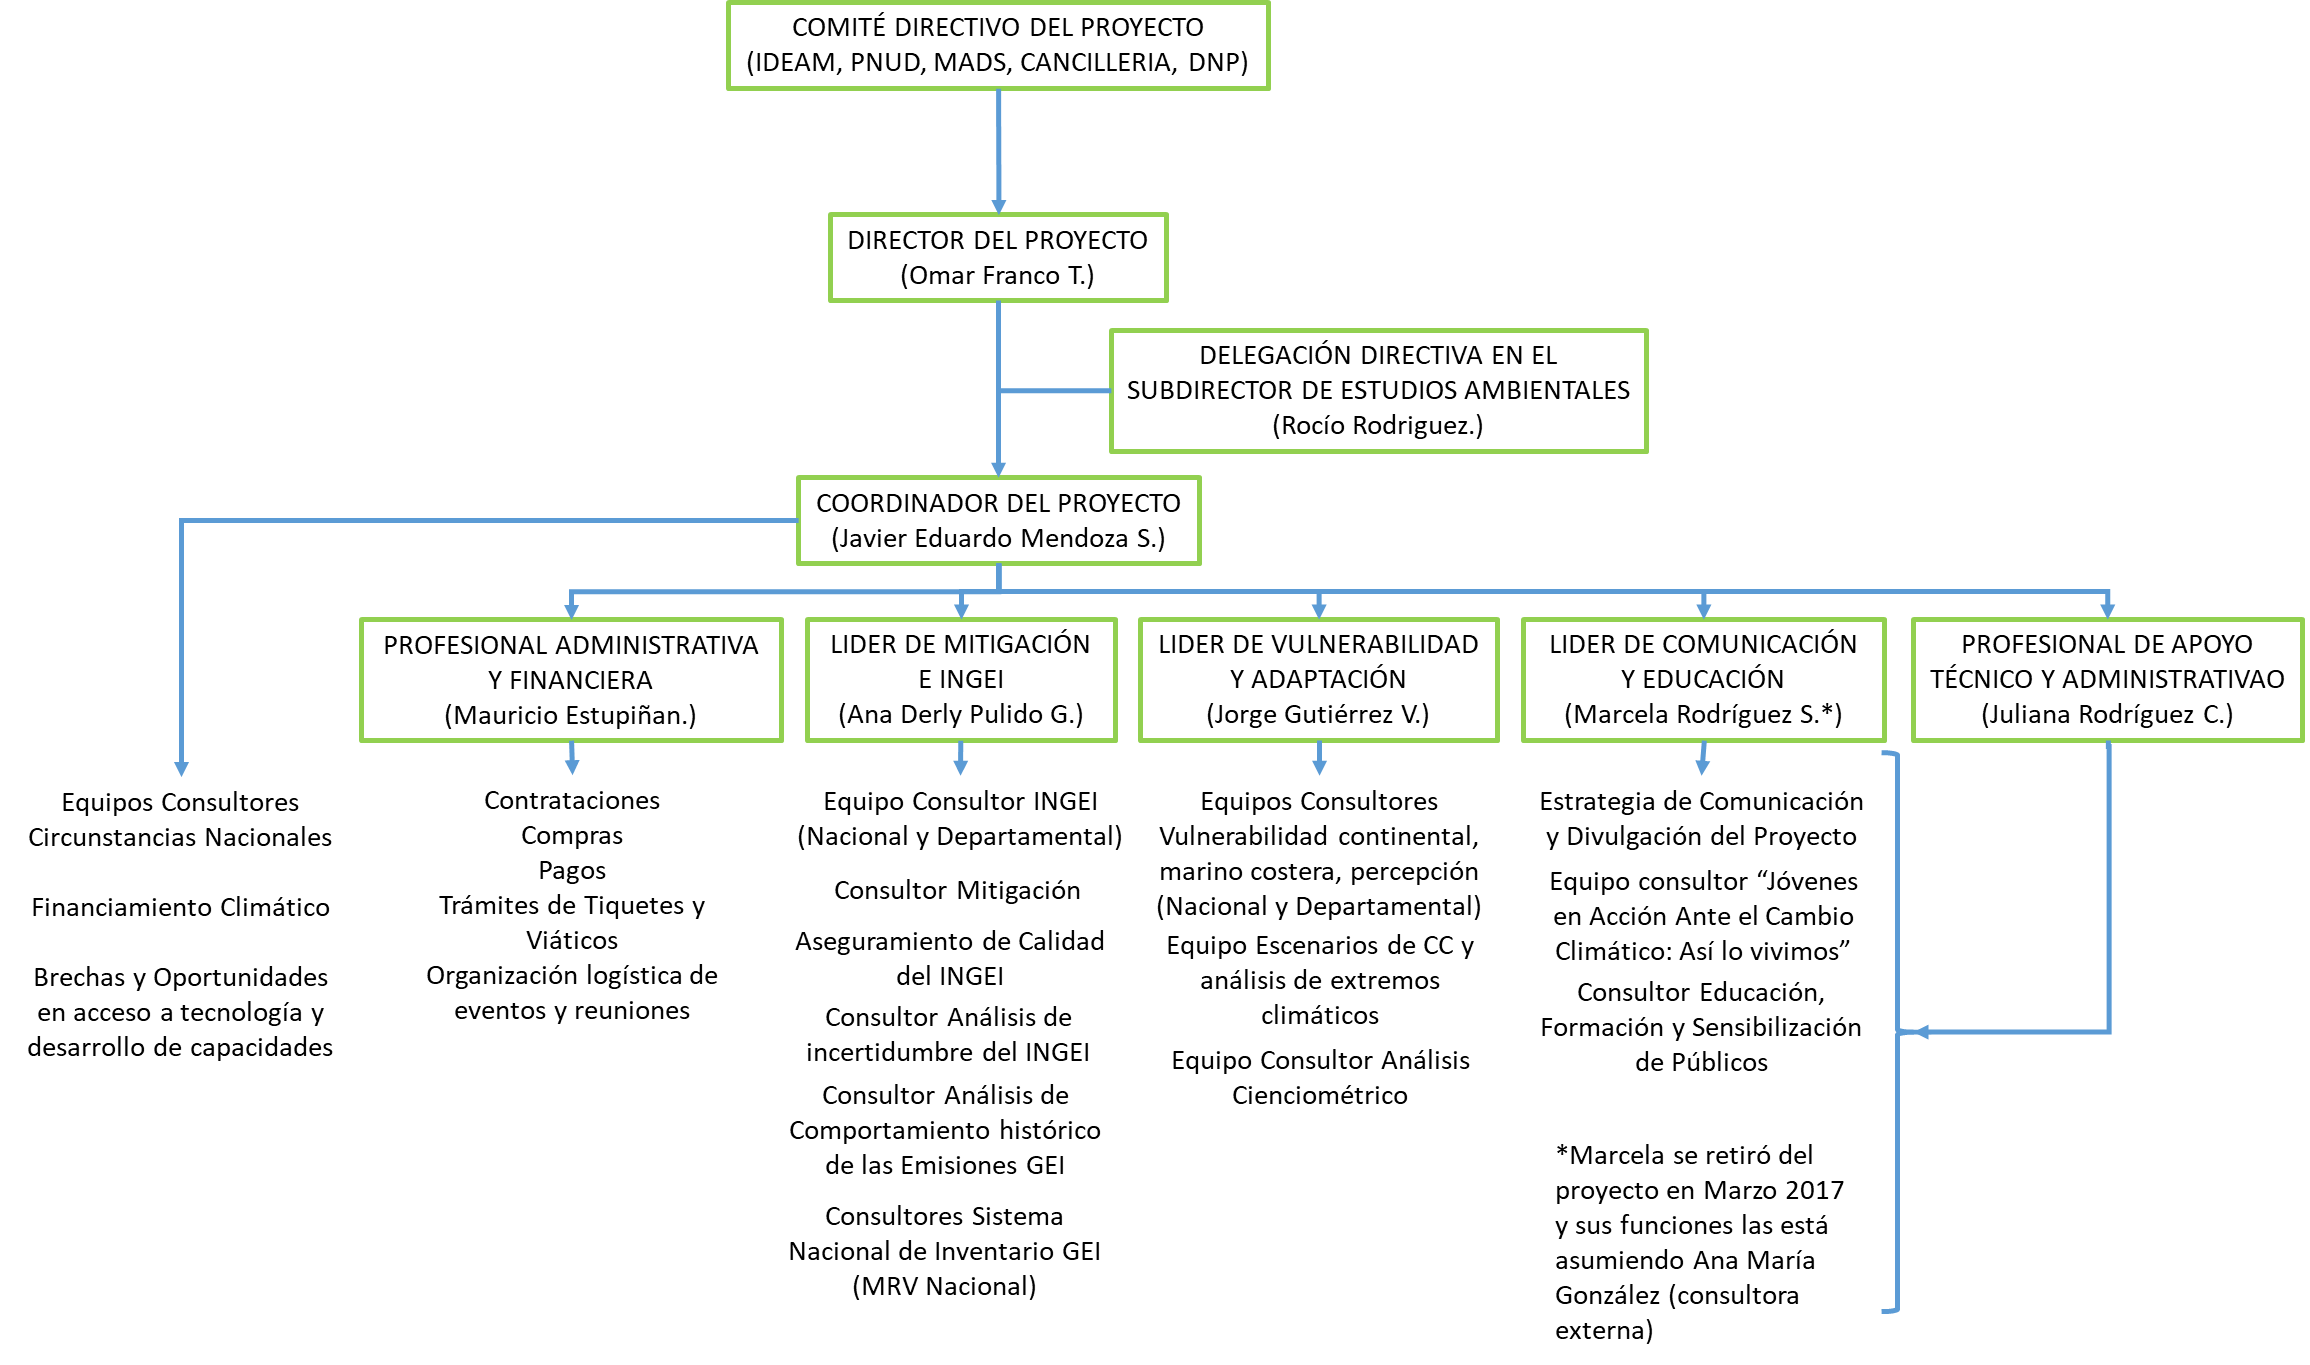 COMITÉ DIRECTIVO DEL PROYECTO
(IDEAM, PNUD, MADS, CANCILLERIA, DNP)
DIRECTOR DEL PROYECTO
(Omar Franco T.)
DELEGACIÓN DIRECTIVA EN EL
SUBDIRECTOR DE ESTUDIOS AMBIENTALES
(Rocío Rodriguez.)
COORDINADOR DEL PROYECTO
(Javier Eduardo Mendoza S.)
Equipos Consultores
Circunstancias Nacionales
Financiamiento Climático
Brechas y Oportunidades
en acceso a tecnología y
desarrollo de capacidades
PROFESIONAL ADMINISTRATIVA
Y FINANCIERA
(Mauricio Estupiñan.)
Contrataciones
Compras
Pagos
Trámites de Tiquetes y
Viáticos
Organización logística de
eventos y reuniones
LIDER DE MITIGACIÓN
E INGEI
(Ana Derly Pulido G.)
Equipo Consultor INGEI
(Nacional y Departamental)
Consultor Mitigación
Aseguramiento de Calidad
del INGEI
Consultor Análisis de
incertidumbre del INGEI
Consultor Análisis de
Comportamiento histórico
de las Emisiones GEI
Consultores Sistema
Nacional de Inventario GEI
(MRV Nacional)
LIDER DE VULNERABILIDAD
Y ADAPTACIÓN
(Jorge Gutiérrez V.)
Equipos Consultores
Vulnerabilidad continental,
marino costera, percepción
(Nacional y Departamental)
Equipo Escenarios de CC y
análisis de extremos
climáticos
Equipo Consultor Análisis
Cienciométrico
LIDER DE COMUNICACIÓN
Y EDUCACIÓN
(Marcela Rodríguez S.*)
Estrategia de Comunicación
y Divulgación del Proyecto
Equipo consultor “Jóvenes
en Acción Ante el Cambio
Climático: Así lo vivimos”
Consultor Educación,
Formación y Sensibilización
de Públicos
*Marcela se retiró del
proyecto en Marzo 2017
y sus funciones las está
asumiendo Ana María
González (consultora
externa)
PROFESIONAL DE APOYO
TÉCNICO Y ADMINISTRATIVAO
(Juliana Rodríguez C.)